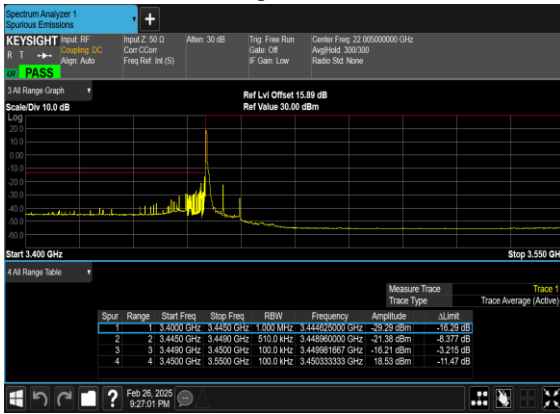 Spectrum Analyzer 1
Spurious Emissions
KEYSIGHT
R T
Input: RF
Coupling: DC
Align: Auto
Input Z: 50 Ω
Corr CCorr
Freq Ref: Int (S)
Atten: 30 dB
Trig: Free Run
Gate: Off
IF Gain: Low
Center Freq: 22.005000000 GHz
Avg|Hold: 300/300
Radio Std: None
PASS
3 All Range Graph
Scale/Div 10.0 dB
Ref Lvl Offset 15.89 dB
Ref Value 30.00 dBm
Log
20.0
10.0
0.00
-10.0
-20.0
-30.0
-40.0
-50.0
-60.0
Start 3.400 GHz
Stop 3.550 GH
4 All Range Table
Measure Trace Trace 1
Trace Type Trace Average (Active)
Spur Range Start Freq Stop Freq RBW Frequency Amplitude ΔLimit
1 1 3.4000 GHz 3.4450 GHz 1.000 MHz 3.444625000 GHz -29.29 dBm -16.29 dB
2 2 3.4450 GHz 3.4490 GHz 510.0 kHz 3.448960000 GHz -21.38 dBm -8.377 dB
3 3 3.4490 GHz 3.4500 GHz 100.0 kHz 3.449981667 GHz -16.21 dBm -3.215 dB
4 4 3.4500 GHz 3.5500 GHz 100.0 kHz 3.450333333 GHz 18.53 dBm -11.47 dB
?
Feb 26, 2025
9:27:01 PM